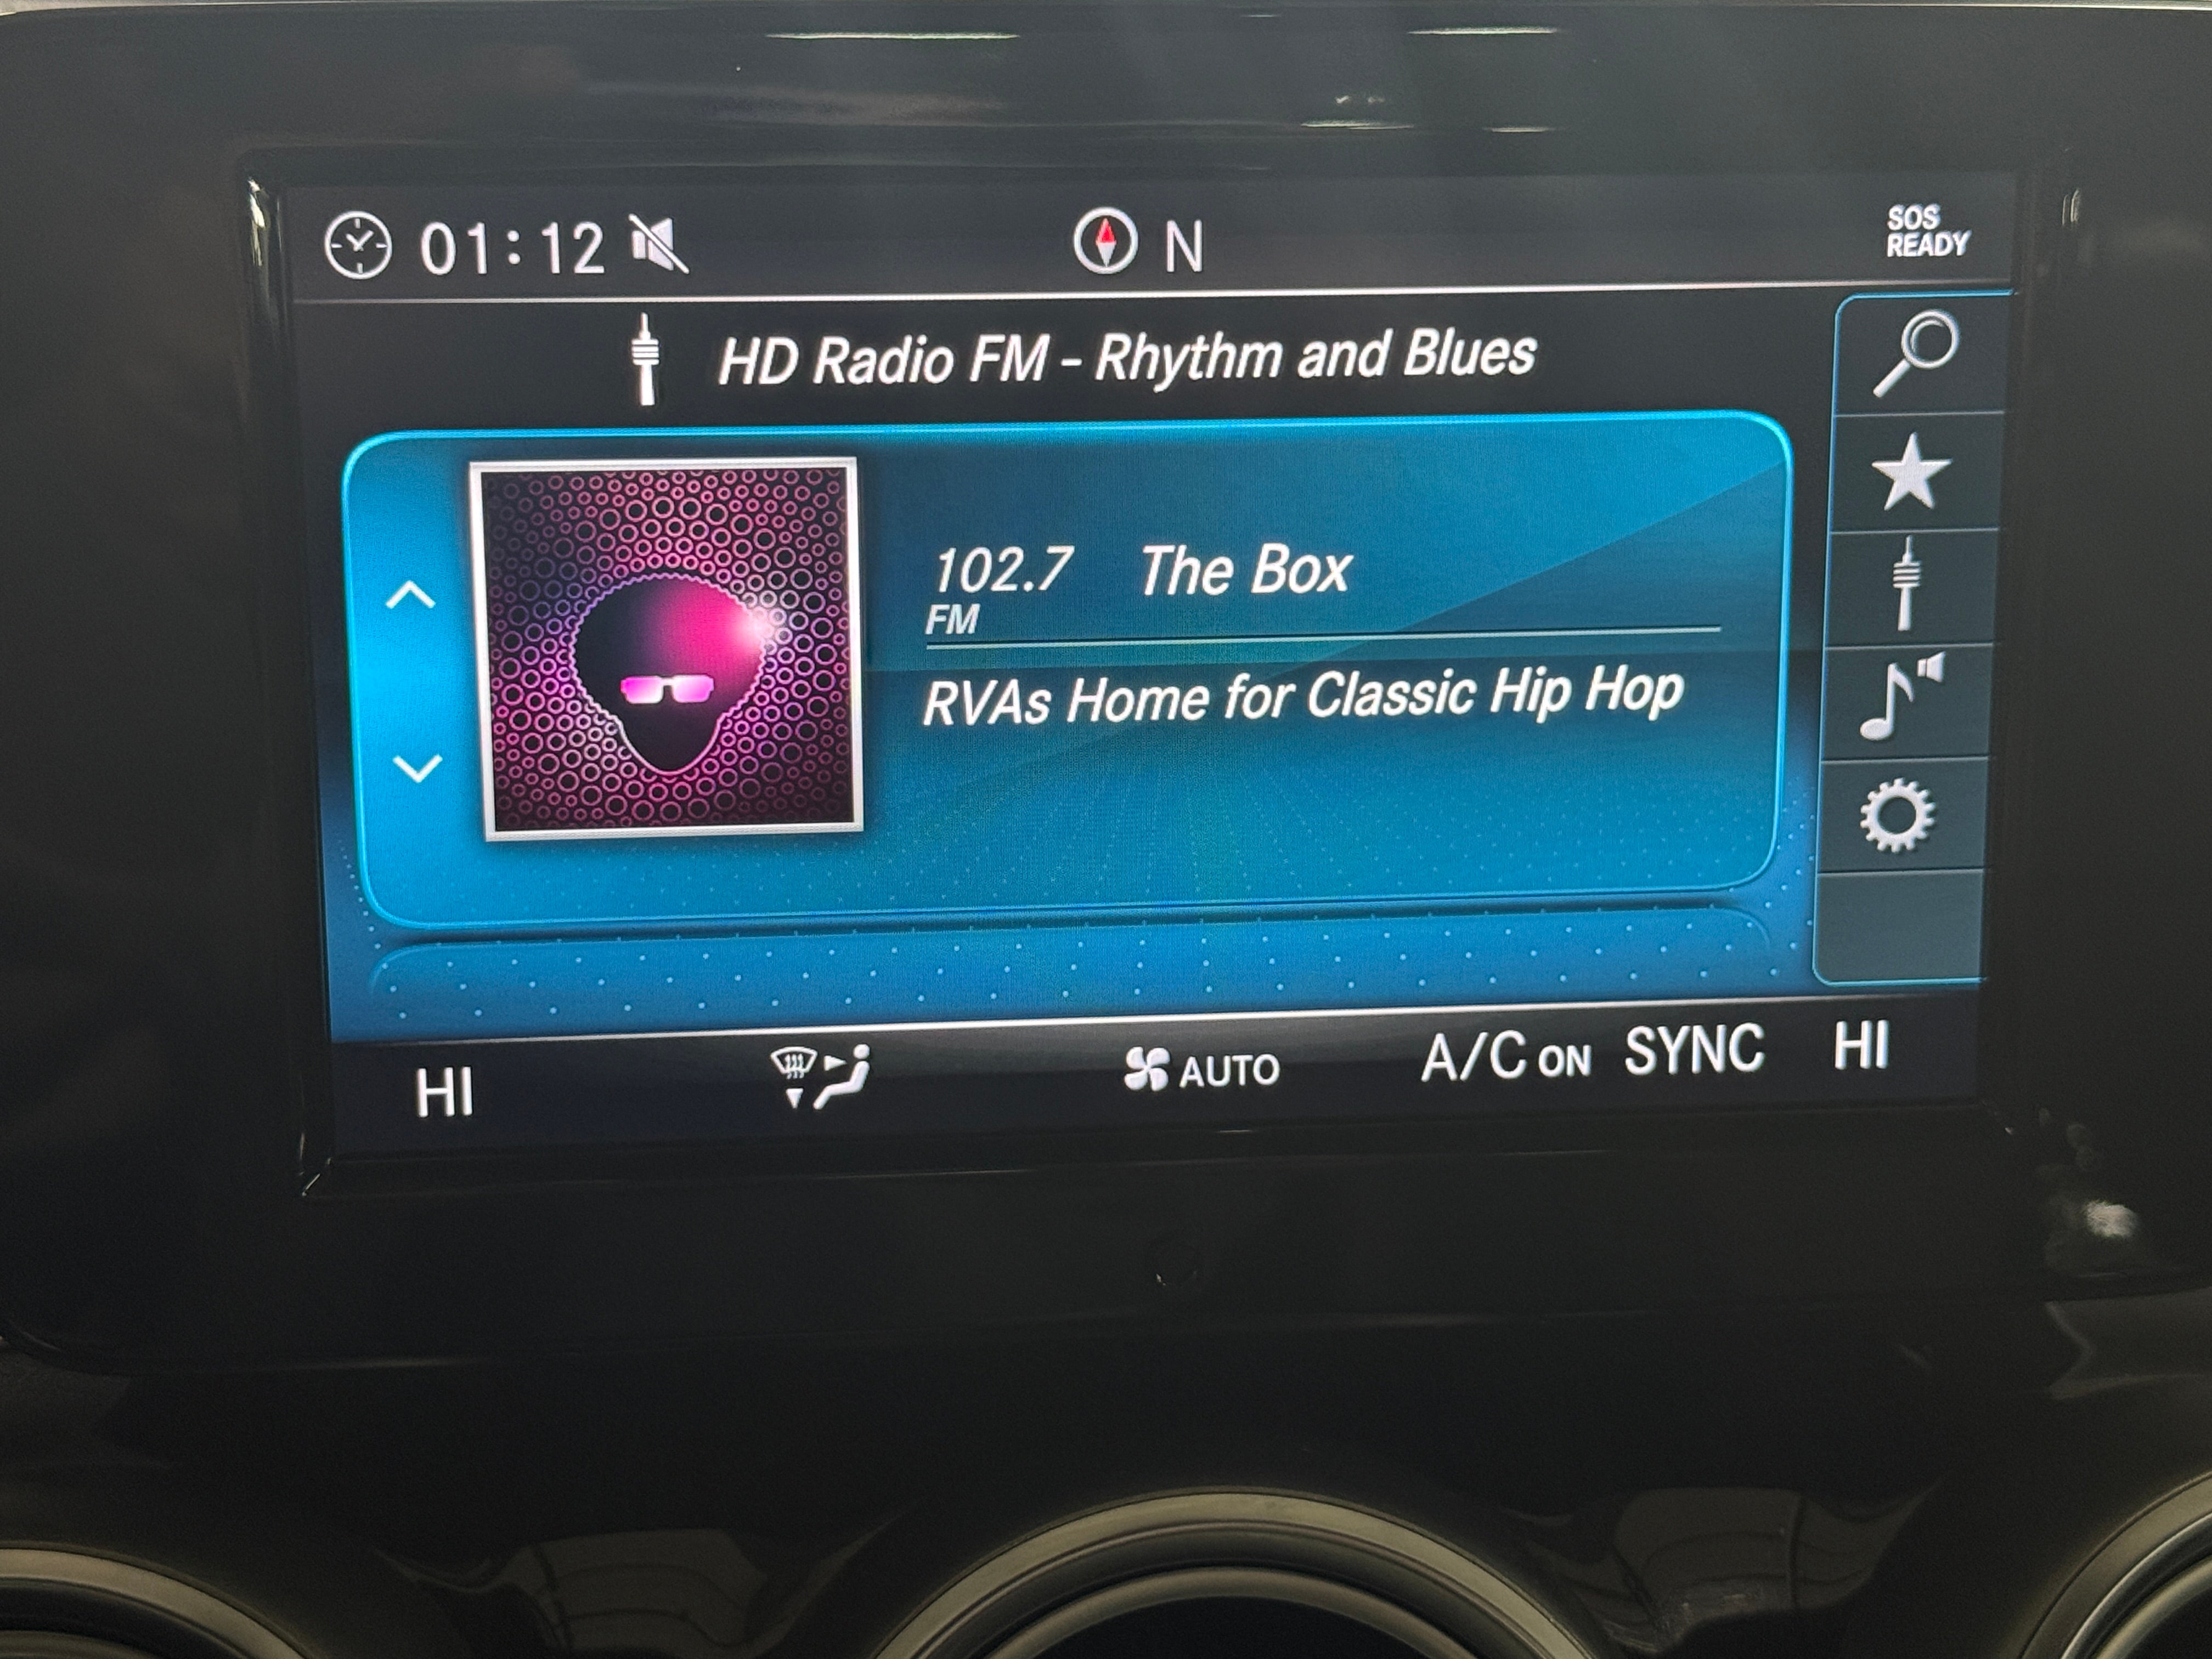 01:12
N
SOS
READY
HD Radio FM - Rhythm and Blues
102.7 The Box
FM
RVAs Home for Classic Hip Hop
HI AUTO A/C ON SYNC HI